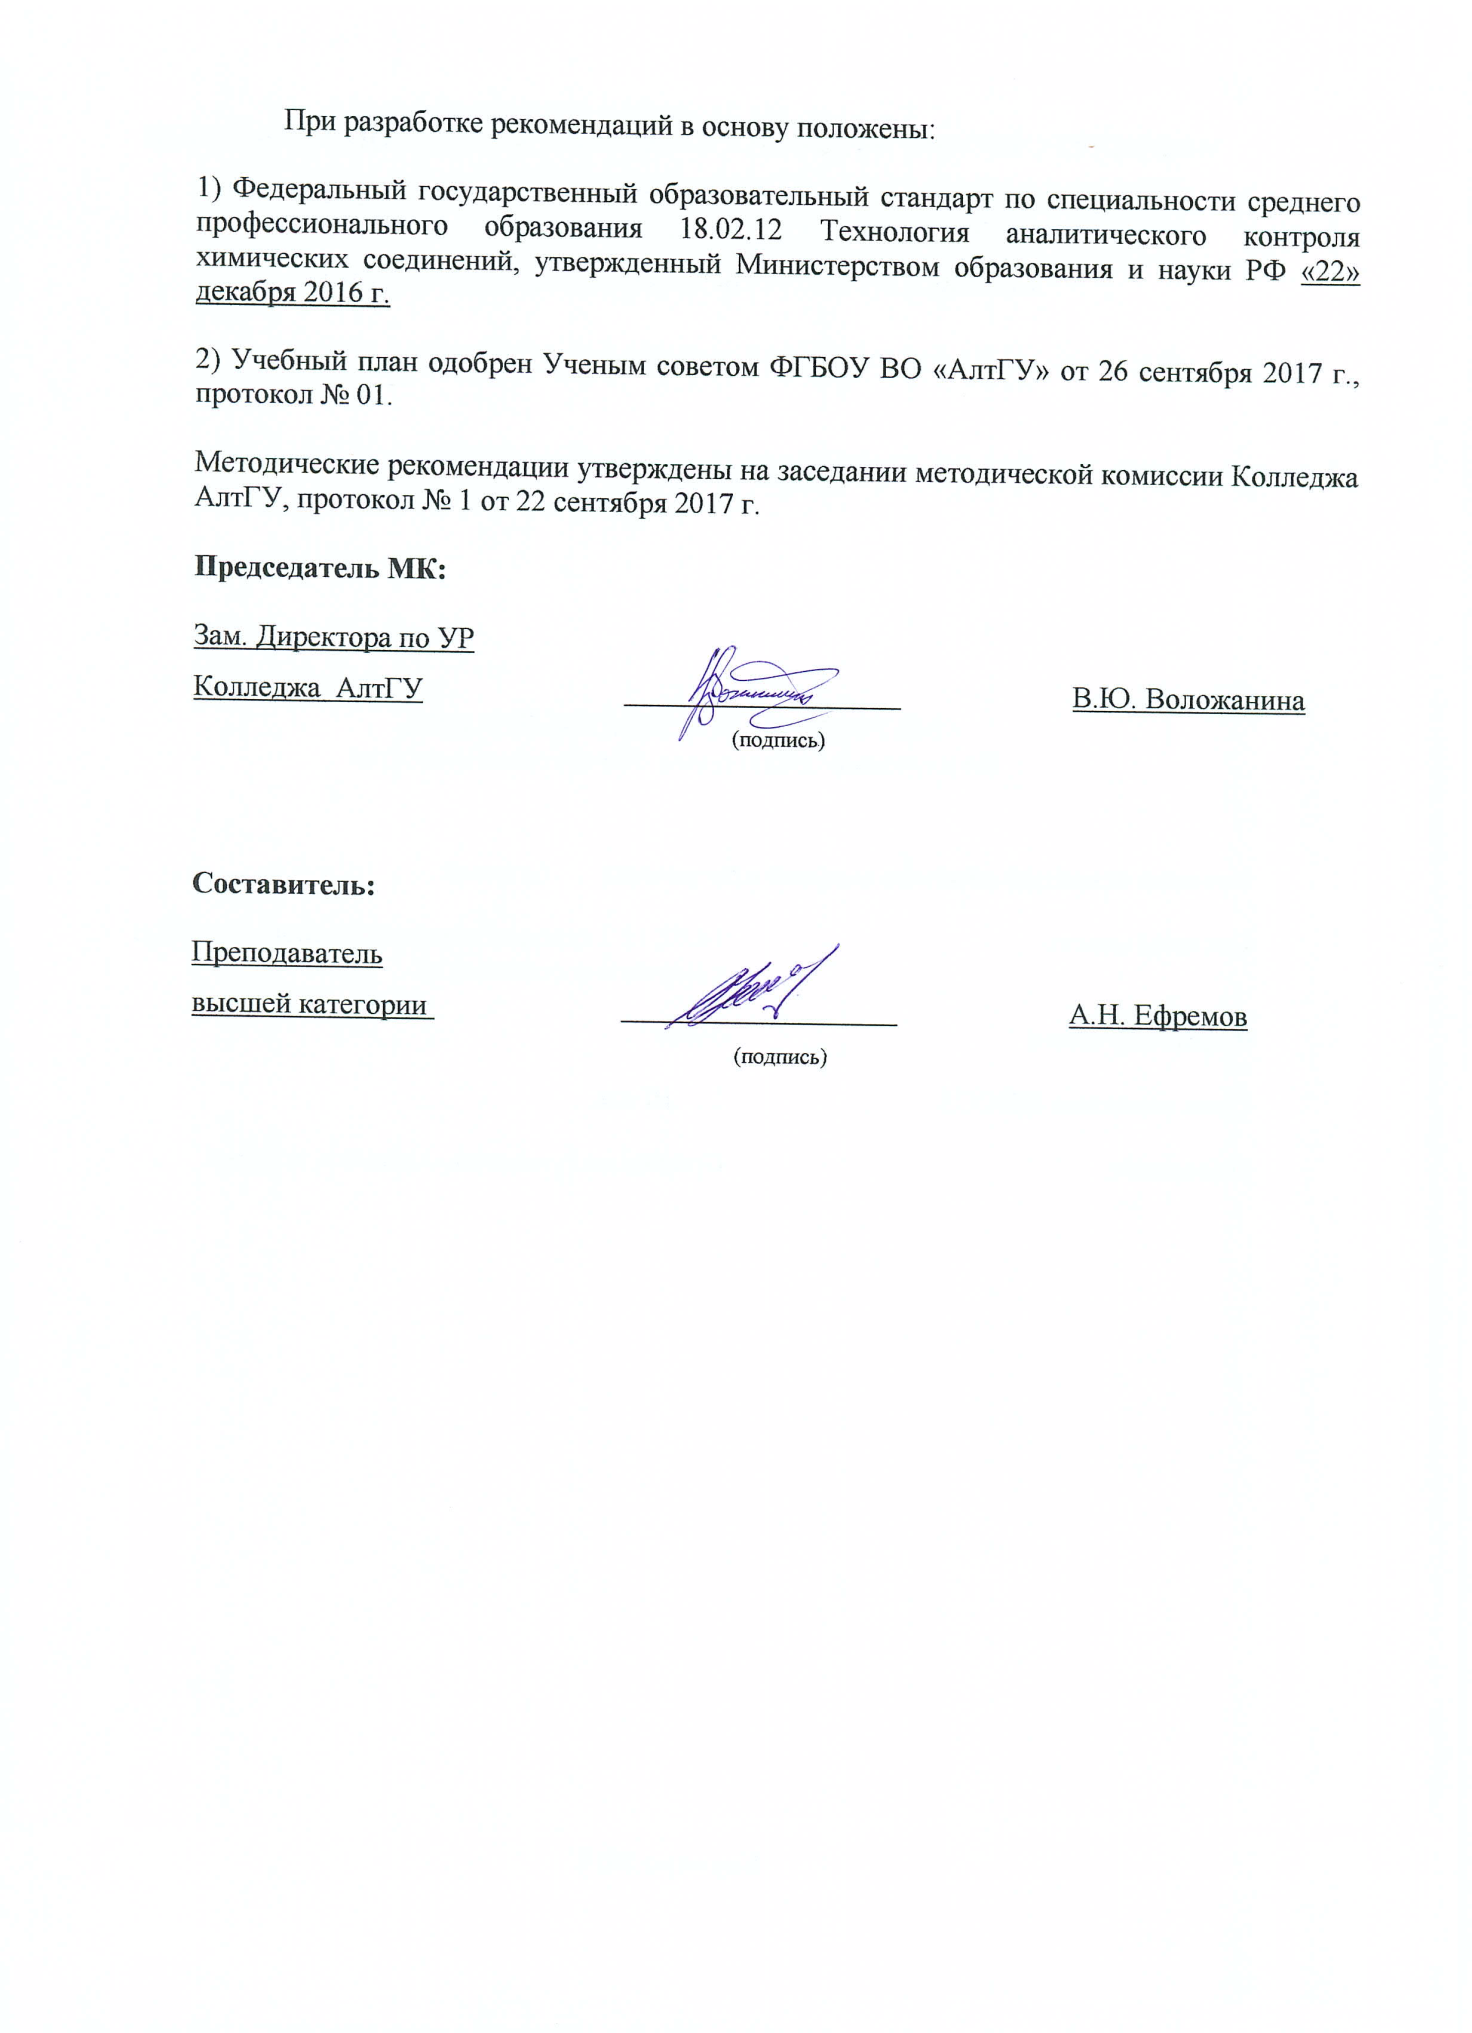 При разработке рекомендаций в основу положены:
1) Федеральный государственный образовательный стандарт по специальности среднего
профессионального образования 18.02.12 Технология аналитического контроля
химических соединений, утвержденный Министерством образования и науки РФ «22»
декабря 2016 г.
2) Учебный план одобрен Ученым советом ФГБОУ ВО «АлтГУ» от 26 сентября 2017 г.,
протокол № 01.
Методические рекомендации утверждены на заседании методической комиссии Колледжа
АлтГУ, протокол № 1 от 22 сентября 2017 г.
Председатель МК:
Зам. Директора по УР
Колледжа АлтГУ В.Ю. Воложанина
(подпись)
Составитель:
Преподаватель
высшей категории А.Н. Ефремов
(подпись)